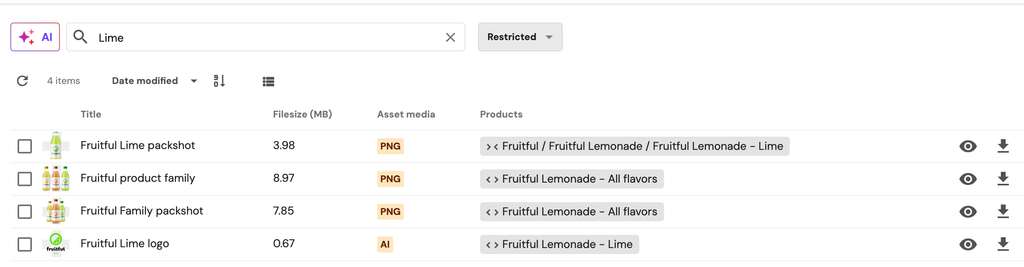 AI Lime Restricted
4 items Date modified
Title Filesize (MB) Asset media Products
Fruitful Lime packshot 3.98 PNG >< Fruitful / Fruitful Lemonade / Fruitful Lemonade - Lime
Fruitful product family 8.97 PNG <> Fruitful Lemonade - All flavors
Fruitful Family packshot 7.85 PNG <> Fruitful Lemonade - All flavors
fruitful Fruitful Lime logo 0.67 AI <> Fruitful Lemonade - Lime